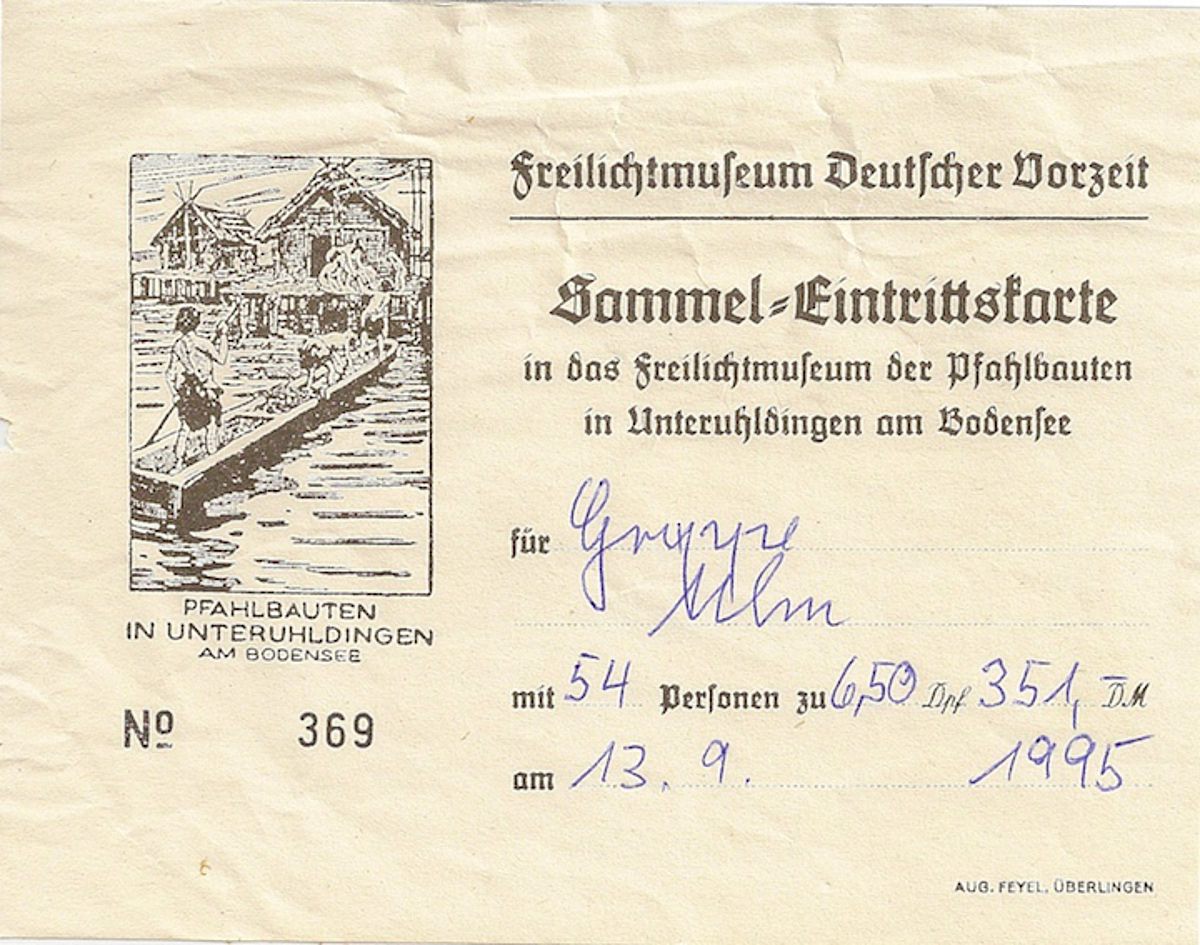 Freilichtmuseum Deutscher Vorzeit
Sammel-Eintrittskarte
in das Freilichtmuseum der Pfahlbauten
in Unteruhldingen am Bodensee
für Gruppe
Ulm
mit 54 Personen zu 6,50 Dpf 351, DM
am 13. 9. 1995
PFAHLBAUTEN
IN UNTERUHLDINGEN
AM BODENSEE
No 369
AUG. FEYEL, ÜBERLINGEN